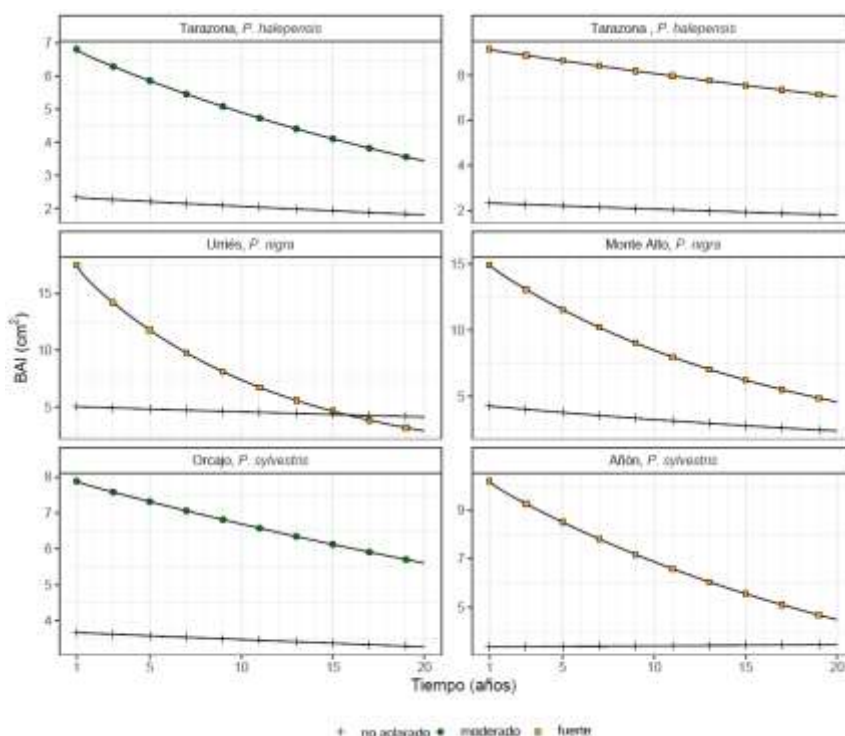 Tarazona, P. halepensis
Tarazona , P. halepensis
7
6
5
4
3
2
8
6
4
2
Urriés, P. nigra
Monte Alto, P. nigra
15
10
5
15
10
5
BAI (cm²)
Orcajo, P. sylvestris
Añón, P. sylvestris
8
7
6
5
4
9
7
5
1 5 10 15 20
1 5 10 15 20
Tiempo (años)
no aclarado moderado fuerte